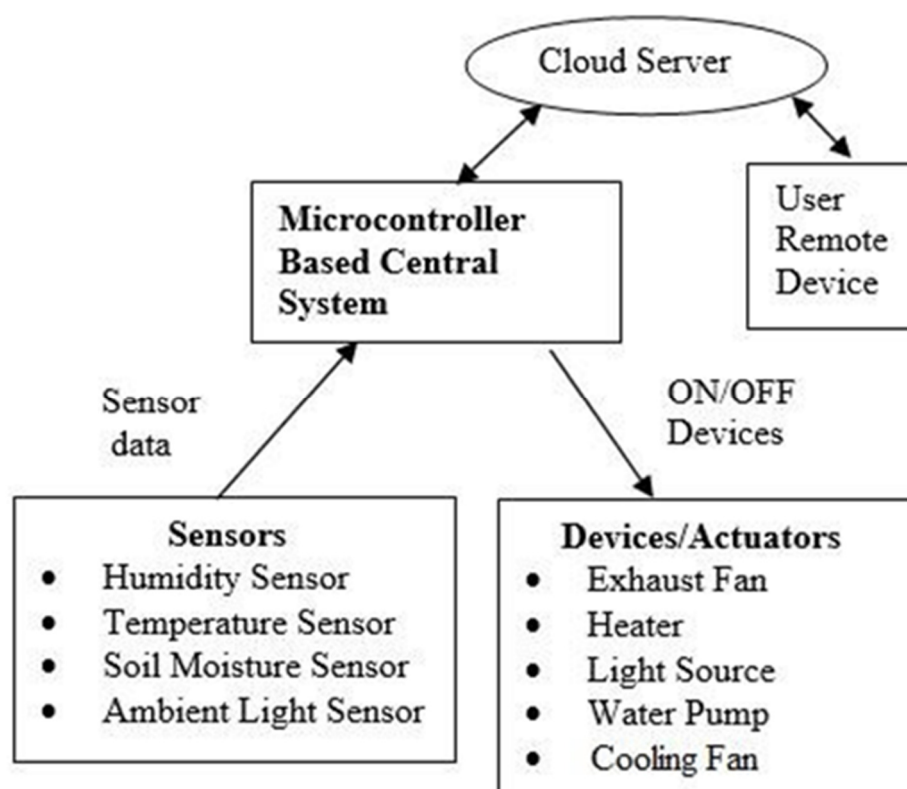 Cloud Server
Microcontroller
Based Central
System
User
Remote
Device
Sensor
data
ON/OFF
Devices
Sensors
• Humidity Sensor
• Temperature Sensor
• Soil Moisture Sensor
• Ambient Light Sensor
Devices/Actuators
• Exhaust Fan
• Heater
• Light Source
• Water Pump
• Cooling Fan